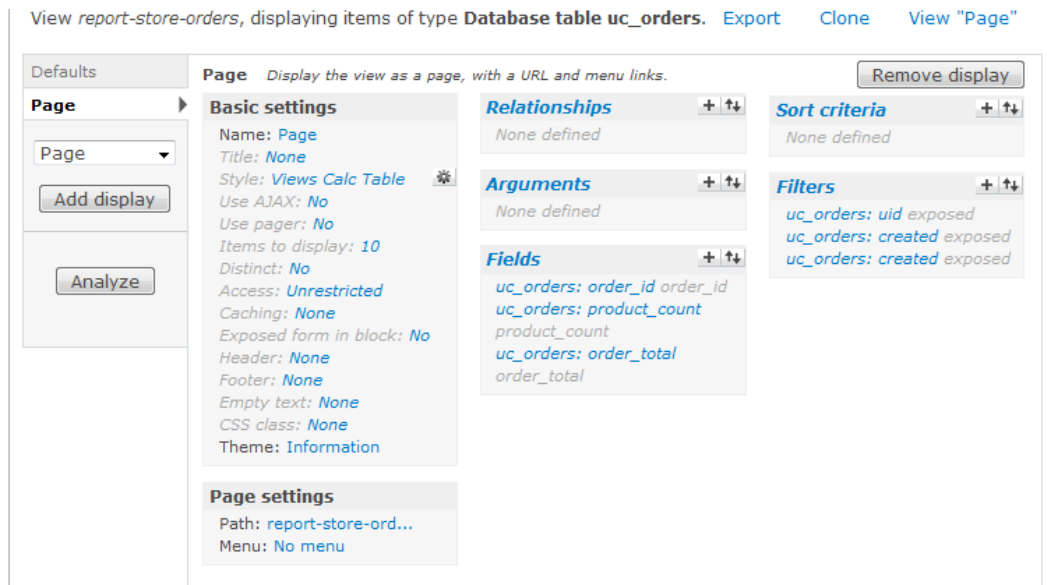 View report-store-orders, displaying items of type Database table uc_orders. Export Clone View "Page"
Defaults
Page
Page
Add display
Analyze
Page Display the view as a page, with a URL and menu links.
Remove display
Basic settings
Name: Page
Title: None
Style: Views Calc Table
Use AJAX: No
Use pager: No
Items to display: 10
Distinct: No
Access: Unrestricted
Caching: None
Exposed form in block: No
Header: None
Footer: None
Empty text: None
CSS class: None
Theme: Information
Page settings
Path: report-store-ord...
Menu: No menu
Relationships
None defined
Arguments
None defined
Fields
uc_orders: order_id order_id
uc_orders: product_count
product_count
uc_orders: order_total
order_total
Sort criteria
None defined
Filters
uc_orders: uid exposed
uc_orders: created exposed
uc_orders: created exposed